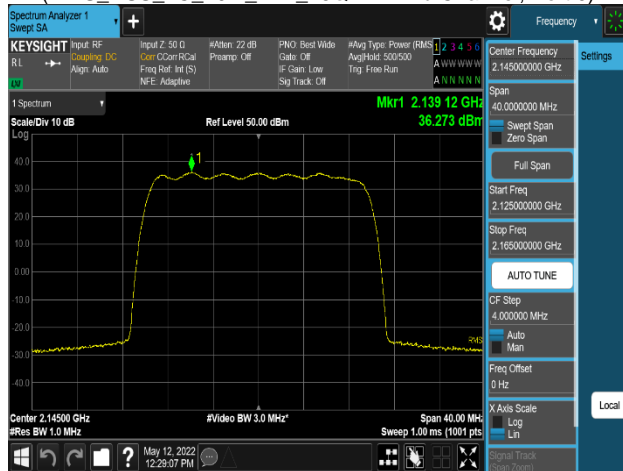 Spectrum Analyzer 1
Swept SA
Frequency
KEYSIGHT
RL
Input: RF
Coupling: DC
Align: Auto
Input Z: 50 Ω
Corr CCorr RCal
Freq Ref: Int (S)
NFE: Adaptive
#Atten: 22 dB
Preamp: Off
PNO: Best Wide
Gate: Off
IF Gain: Low
Sig Track: Off
#Avg Type: Power (RMS
Avg|Hold: 500/500
Trig: Free Run
1 2 3 4 5 6
A W W W W W
A N N N N N
1 Spectrum
Scale/Div 10 dB
Log
Ref Level 50.00 dBm
Mkr1 2.139 12 GHz
36.273 dBm
1
40.0
30.0
20.0
10.0
0.00
-10.0
-20.0
-30.0
-40.0
RMS
Center 2.14500 GHz
#Res BW 1.0 MHz
#Video BW 3.0 MHz*
Span 40.00 MHz
Sweep 1.00 ms (1001 pts
May 12, 2022
12:29:07 PM
Center Frequency
2.145000000 GHz
Span
40.0000000 MHz
Swept Span
Zero Span
Full Span
Start Freq
2.125000000 GHz
Stop Freq
2.165000000 GHz
AUTO TUNE
CF Step
4.000000 MHz
Auto
Man
Freq Offset
0 Hz
X Axis Scale
Log
Lin
Signal Track
(Span Zoom)
Settings
Local